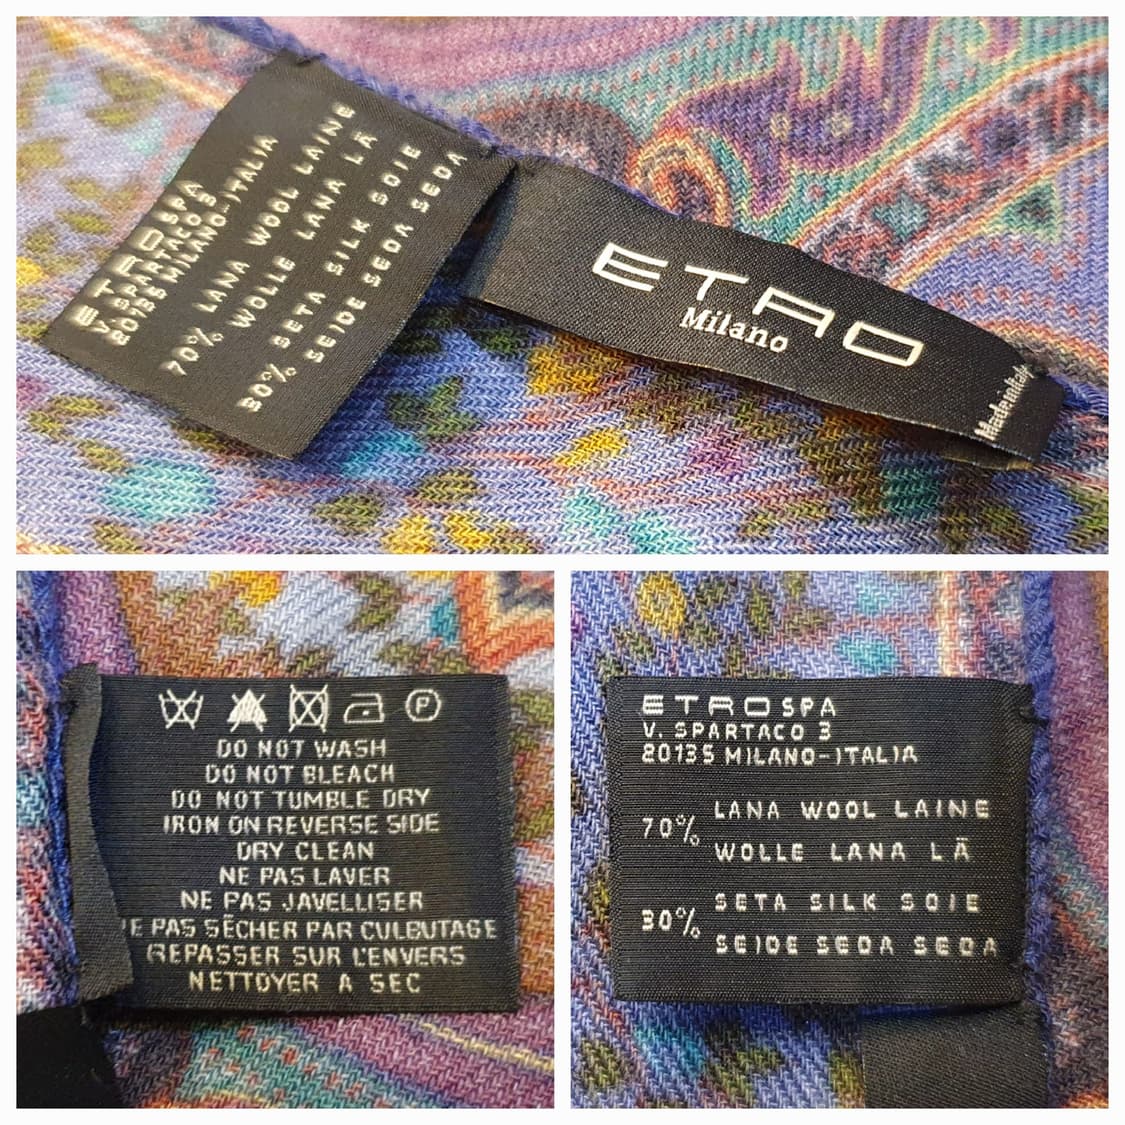 ETRO SPA
V. SPARTACO 3
20135 MILANO-ITALIA
70% LANA WOOL LAINE
WOLLE LANA LÃ
30% SETA SILK SOIE
SEIDE SEDA SEDA
ETRO
Milano
Made in Italy
DO NOT WASH
DO NOT BLEACH
DO NOT TUMBLE DRY
IRON ON REVERSE SIDE
DRY CLEAN
NE PAS LAVER
NE PAS JAVELLISER
E PAS SÉCHER PAR CULBUTAGE
REPASSER SUR L'ENVERS
NETTOYER A SEC
ETRO SPA
V. SPARTACO 3
20135 MILANO-ITALIA
70% LANA WOOL LAINE
WOLLE LANA LÃ
30% SETA SILK SOIE
SEIDE SEDA SEDA